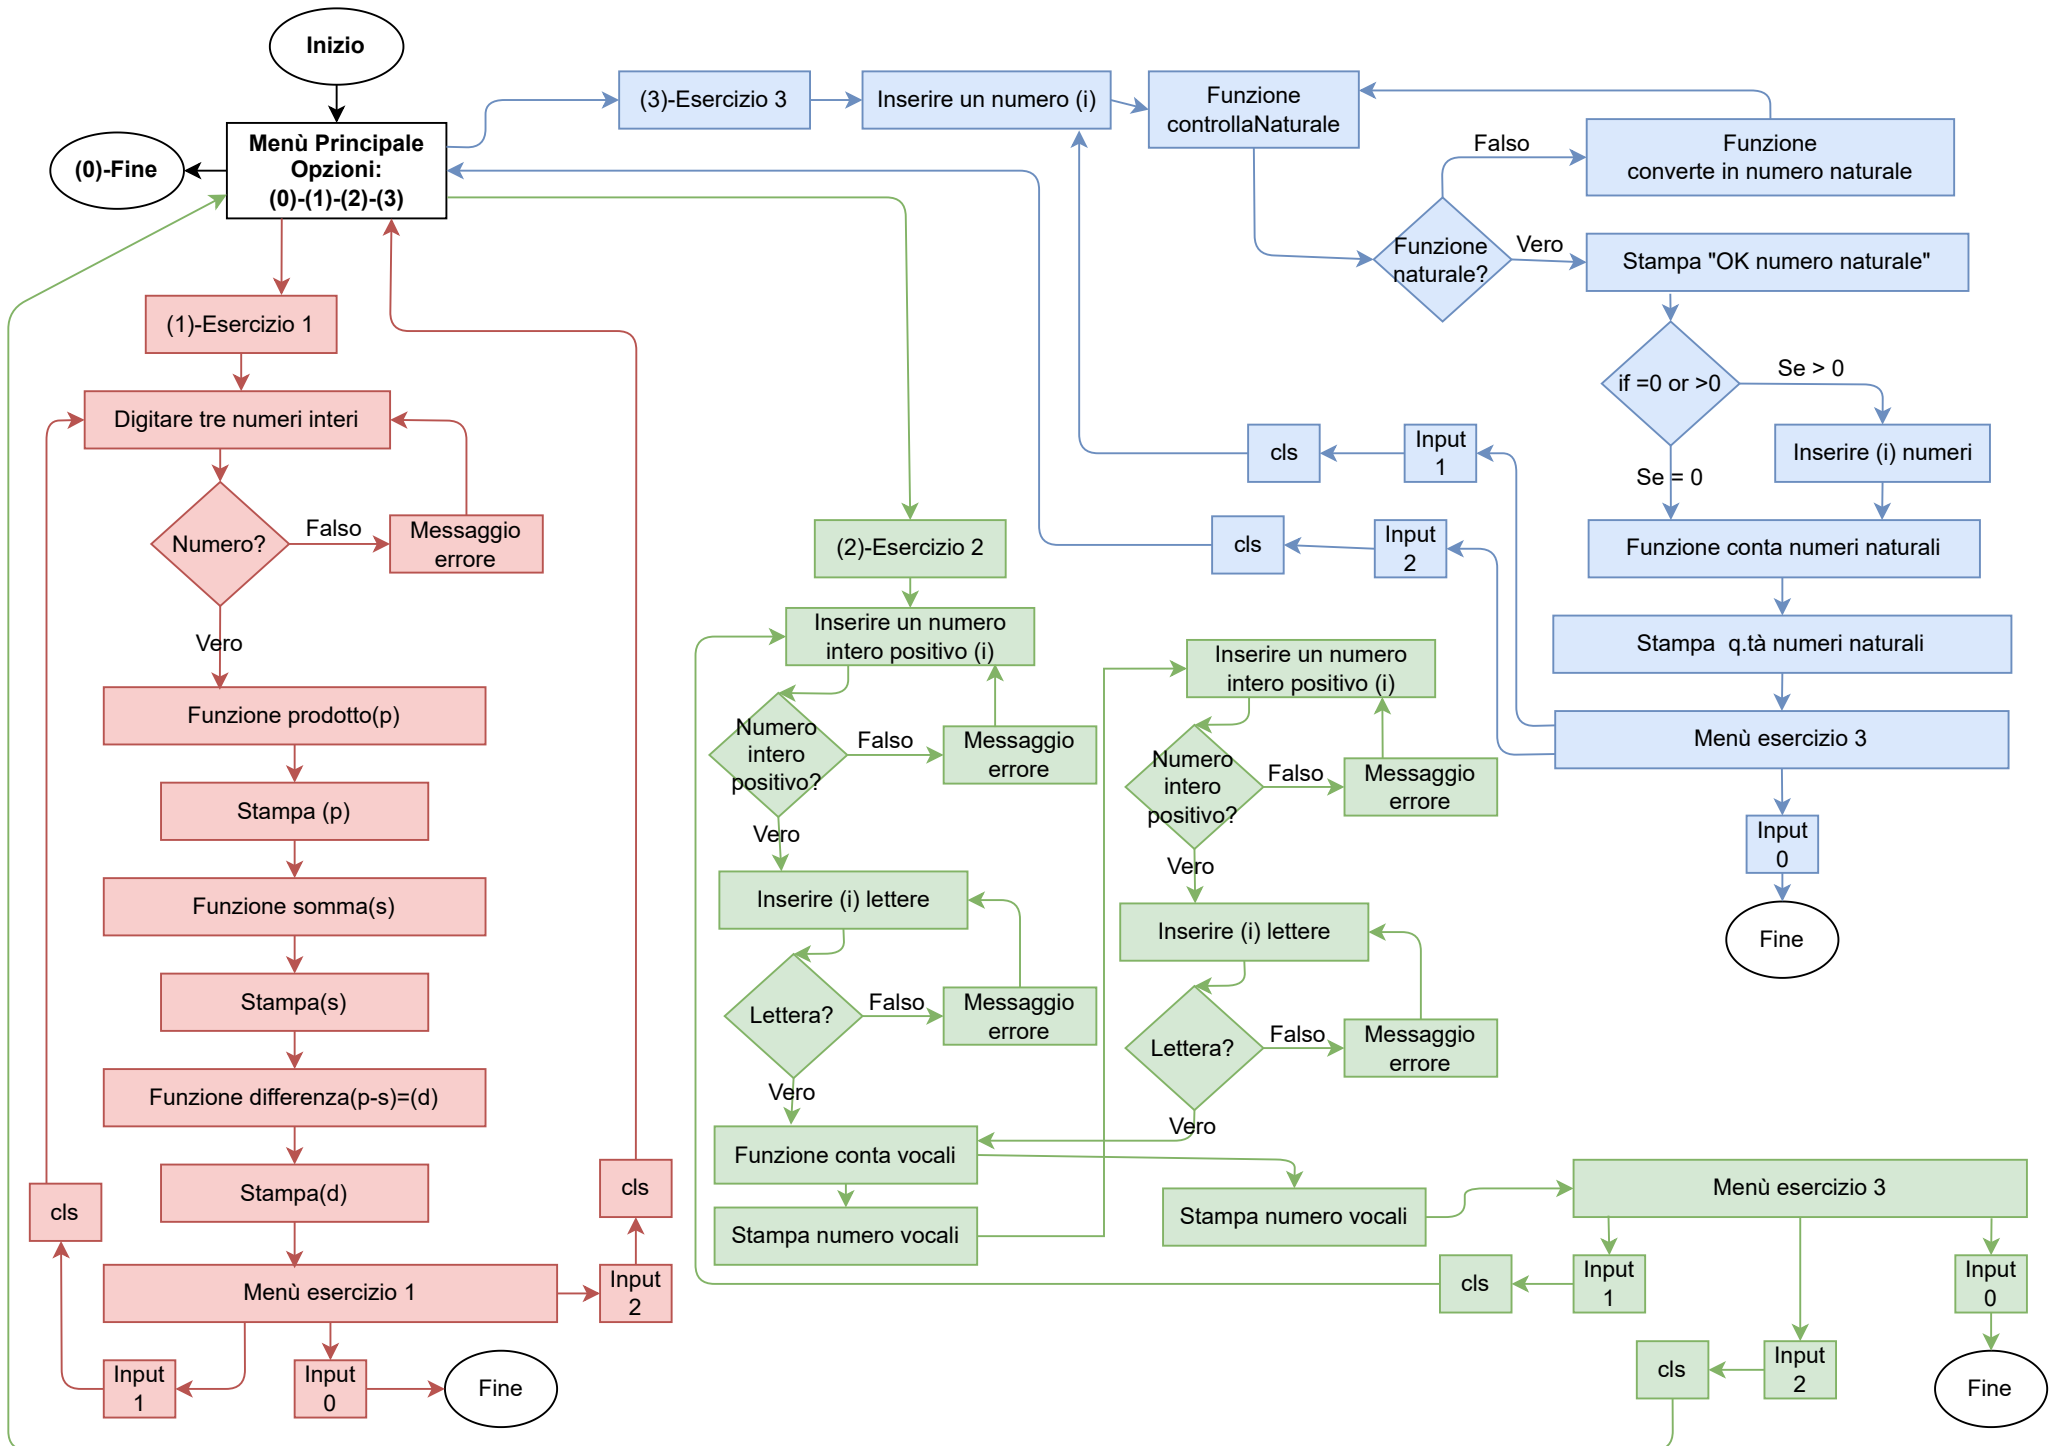 Inizio
Menù Principale
Opzioni:
(0)-(1)-(2)-(3)
(0)-Fine
(1)-Esercizio 1
Digitare tre numeri interi
Numero?
Falso
Messaggio
errore
Vero
Funzione prodotto(p)
Stampa (p)
Funzione somma(s)
Stampa(s)
Funzione differenza(p-s)=(d)
Stampa(d)
cls
Menù esercizio 1
Input
1
Input
0
Fine
Input
2
cls
(2)-Esercizio 2
Inserire un numero
intero positivo (i)
Numero
intero
positivo?
Falso
Messaggio
errore
Vero
Inserire (i) lettere
Lettera?
Falso
Messaggio
errore
Vero
Funzione conta vocali
Stampa numero vocali
Inserire un numero
intero positivo (i)
Numero
intero
positivo?
Falso
Messaggio
errore
Vero
Inserire (i) lettere
Lettera?
Falso
Messaggio
errore
Vero
Stampa numero vocali
Menù esercizio 3
Input
1
cls
Input
2
cls
Input
0
Fine
(3)-Esercizio 3
Inserire un numero (i)
Funzione
controllaNaturale
Funzione
naturale?
Falso
Funzione
converte in numero naturale
Vero
Stampa "OK numero naturale"
if =0 or >0
Se > 0
Inserire (i) numeri
Se = 0
Funzione conta numeri naturali
Stampa  q.tà numeri naturali
Menù esercizio 3
Input
1
cls
Input
2
cls
Input
0
Fine